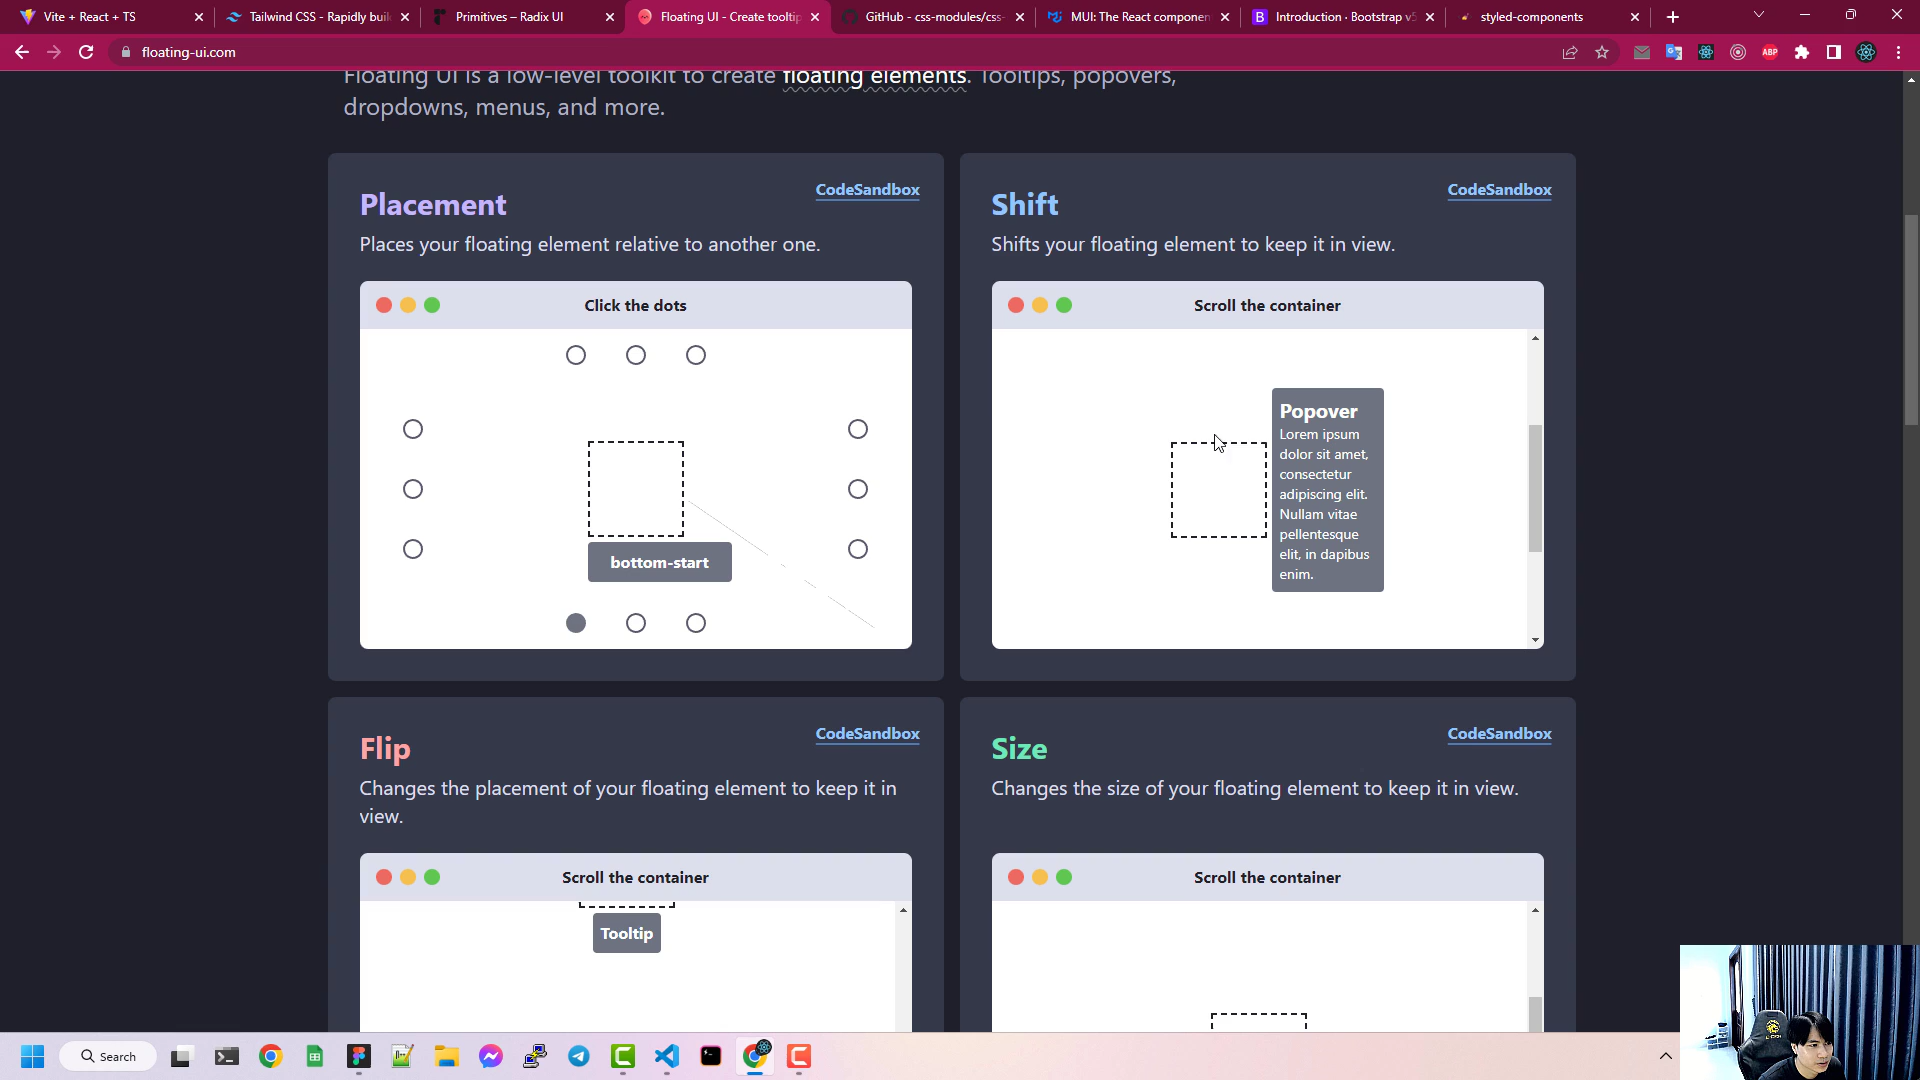 Vite + React + TS
Tailwind CSS - Rapidly buil
Primitives – Radix UI
Floating UI - Create tooltip
GitHub - css-modules/css-
MUI: The React componen
Introduction · Bootstrap v5
styled-components
floating-ui.com
ABP
Floating UI is a low-level toolkit to create floating elements. Tooltips, popovers,
dropdowns, menus, and more.
Placement
CodeSandbox
Places your floating element relative to another one.
Click the dots
bottom-start
Shift
CodeSandbox
Shifts your floating element to keep it in view.
Scroll the container
Popover
Lorem ipsum
dolor sit amet,
consectetur
adipiscing elit.
Nullam vitae
pellentesque
elit, in dapibus
enim.
Flip
CodeSandbox
Changes the placement of your floating element to keep it in
view.
Scroll the container
Tooltip
Size
CodeSandbox
Changes the size of your floating element to keep it in view.
Scroll the container
Search